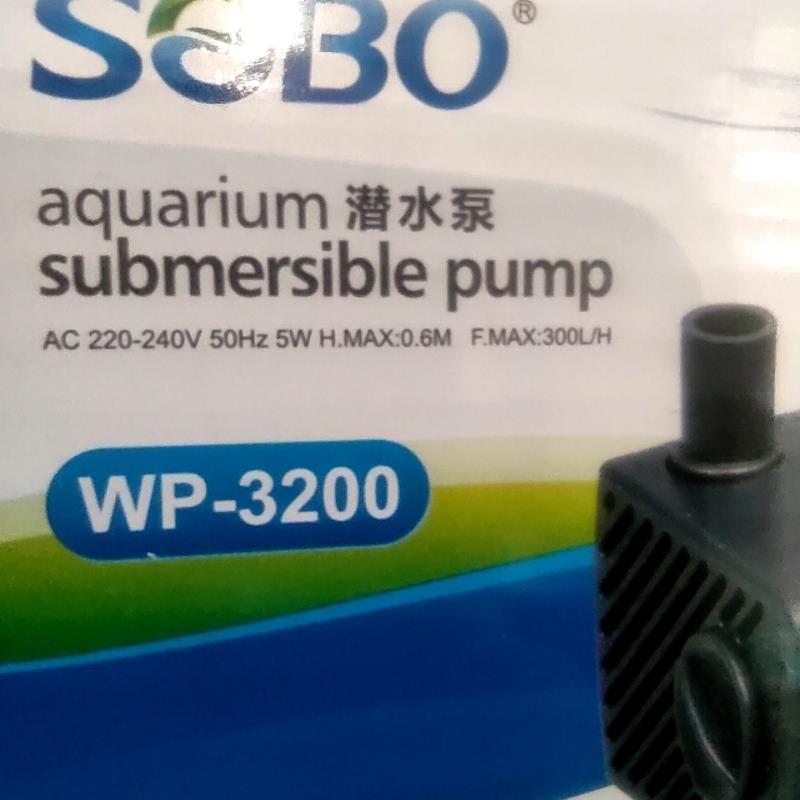 SOBO®
aquarium 潜水泵
submersible pump
AC 220-240V 50Hz 5W H.MAX:0.6M F.MAX:300L/H
WP-3200